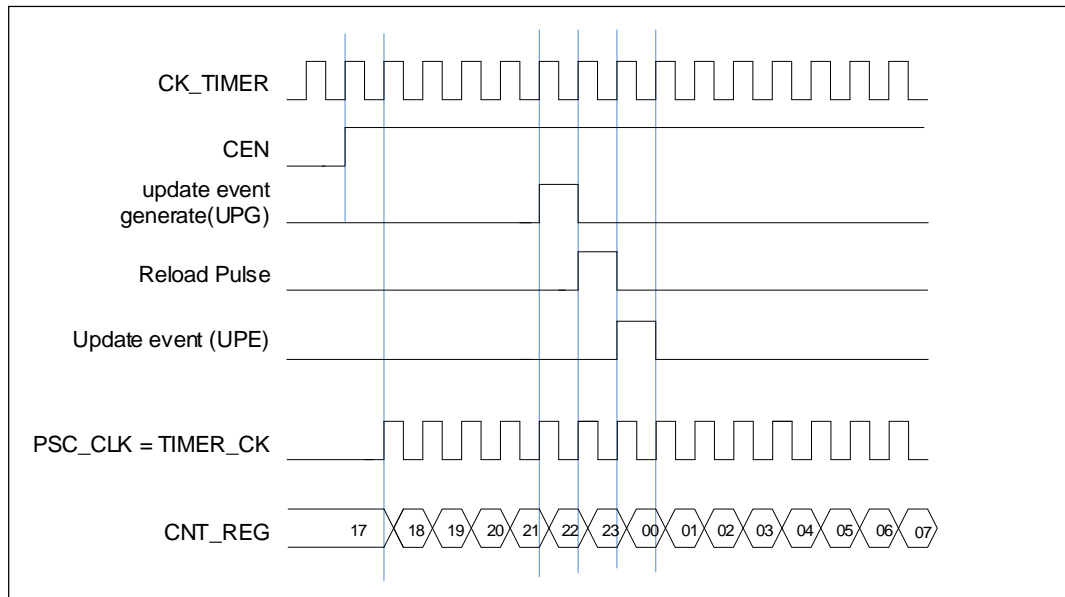 CK_TIMER
CEN
update event
generate(UPG)
Reload Pulse
Update event (UPE)
PSC_CLK = TIMER_CK
CNT_REG 17 18 19 20 21 22 23 00 01 02 03 04 05 06 07